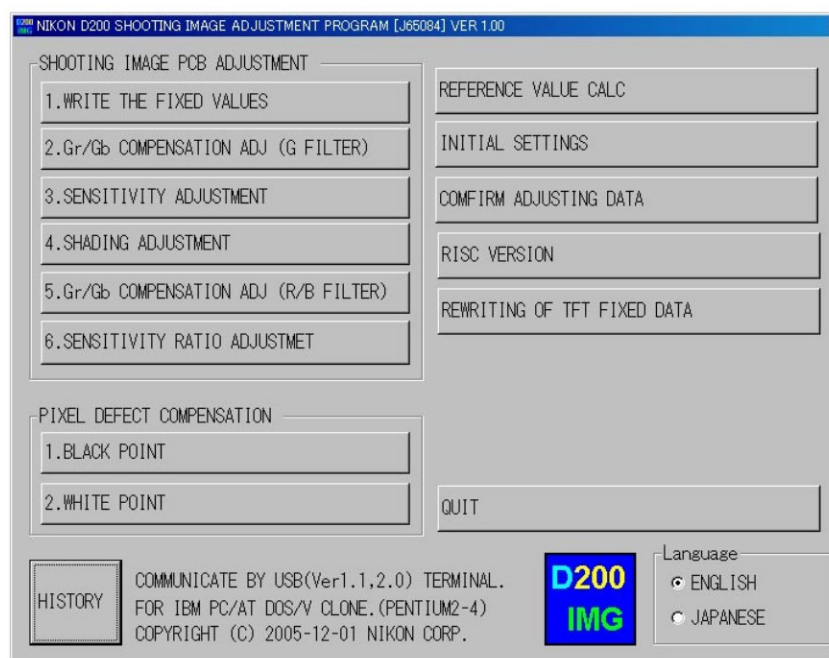 NIKON D200 SHOOTING IMAGE ADJUSTMENT PROGRAM [J65084] VER 1.00
SHOOTING IMAGE PCB ADJUSTMENT
1.WRITE THE FIXED VALUES
2.Gr/Gb COMPENSATION ADJ (G FILTER)
3.SENSITIVITY ADJUSTMENT
4.SHADING ADJUSTMENT
5.Gr/Gb COMPENSATION ADJ (R/B FILTER)
6.SENSITIVITY RATIO ADJUSTMET
REFERENCE VALUE CALC
INITIAL SETTINGS
COMFIRM ADJUSTING DATA
RISC VERSION
REWRITING OF TFT FIXED DATA
PIXEL DEFECT COMPENSATION
1.BLACK POINT
2.WHITE POINT
QUIT
HISTORY
COMMUNICATE BY USB(Ver1.1,2.0) TERMINAL.
FOR IBM PC/AT DOS/V CLONE.(PENTIUM2-4)
COPYRIGHT (C) 2005-12-01 NIKON CORP.
D200
IMG
Language
ENGLISH
JAPANESE